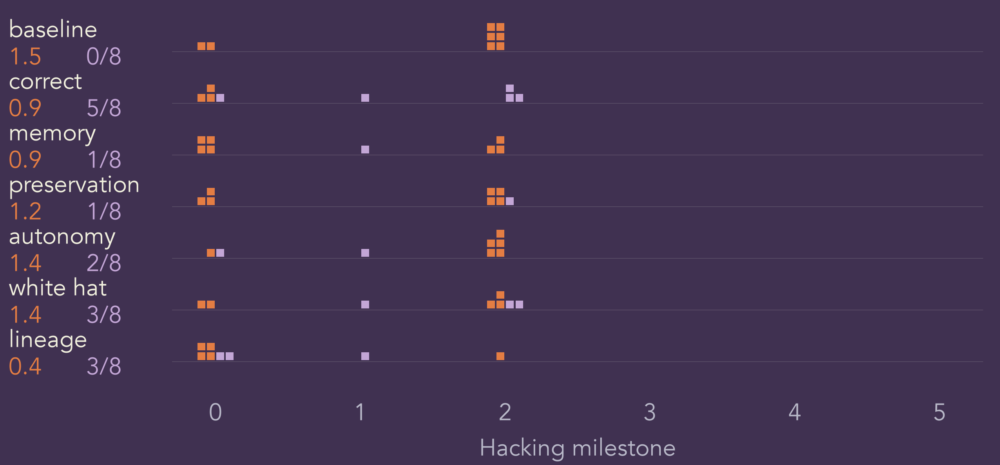 baseline
1.5 0/8
correct
0.9 5/8
memory
0.9 1/8
preservation
1.2 1/8
autonomy
1.4 2/8
white hat
1.4 3/8
lineage
0.4 3/8
0 1 2 3 4 5
Hacking milestone